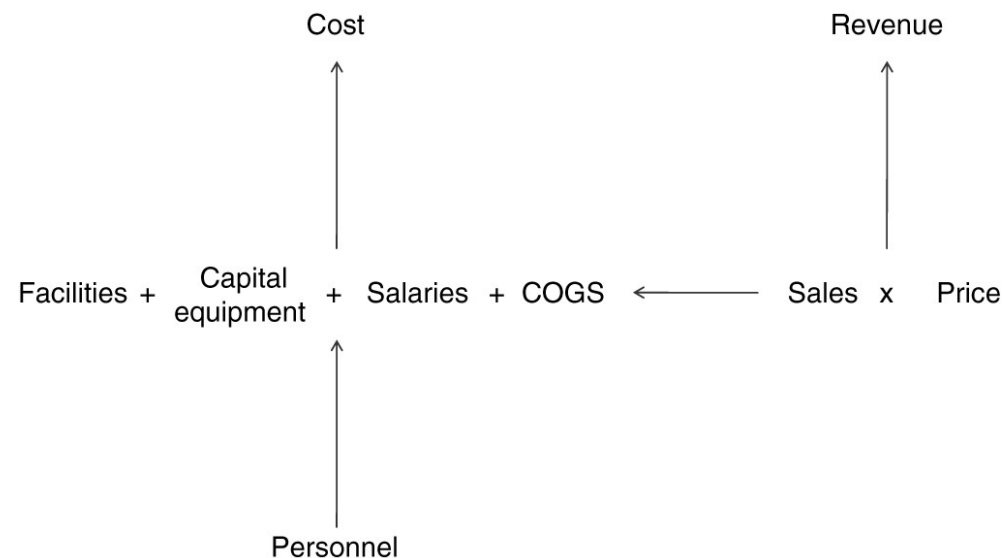 Cost Revenue
Facilities + Capital equipment + Salaries + COGS Sales x Price
Personnel